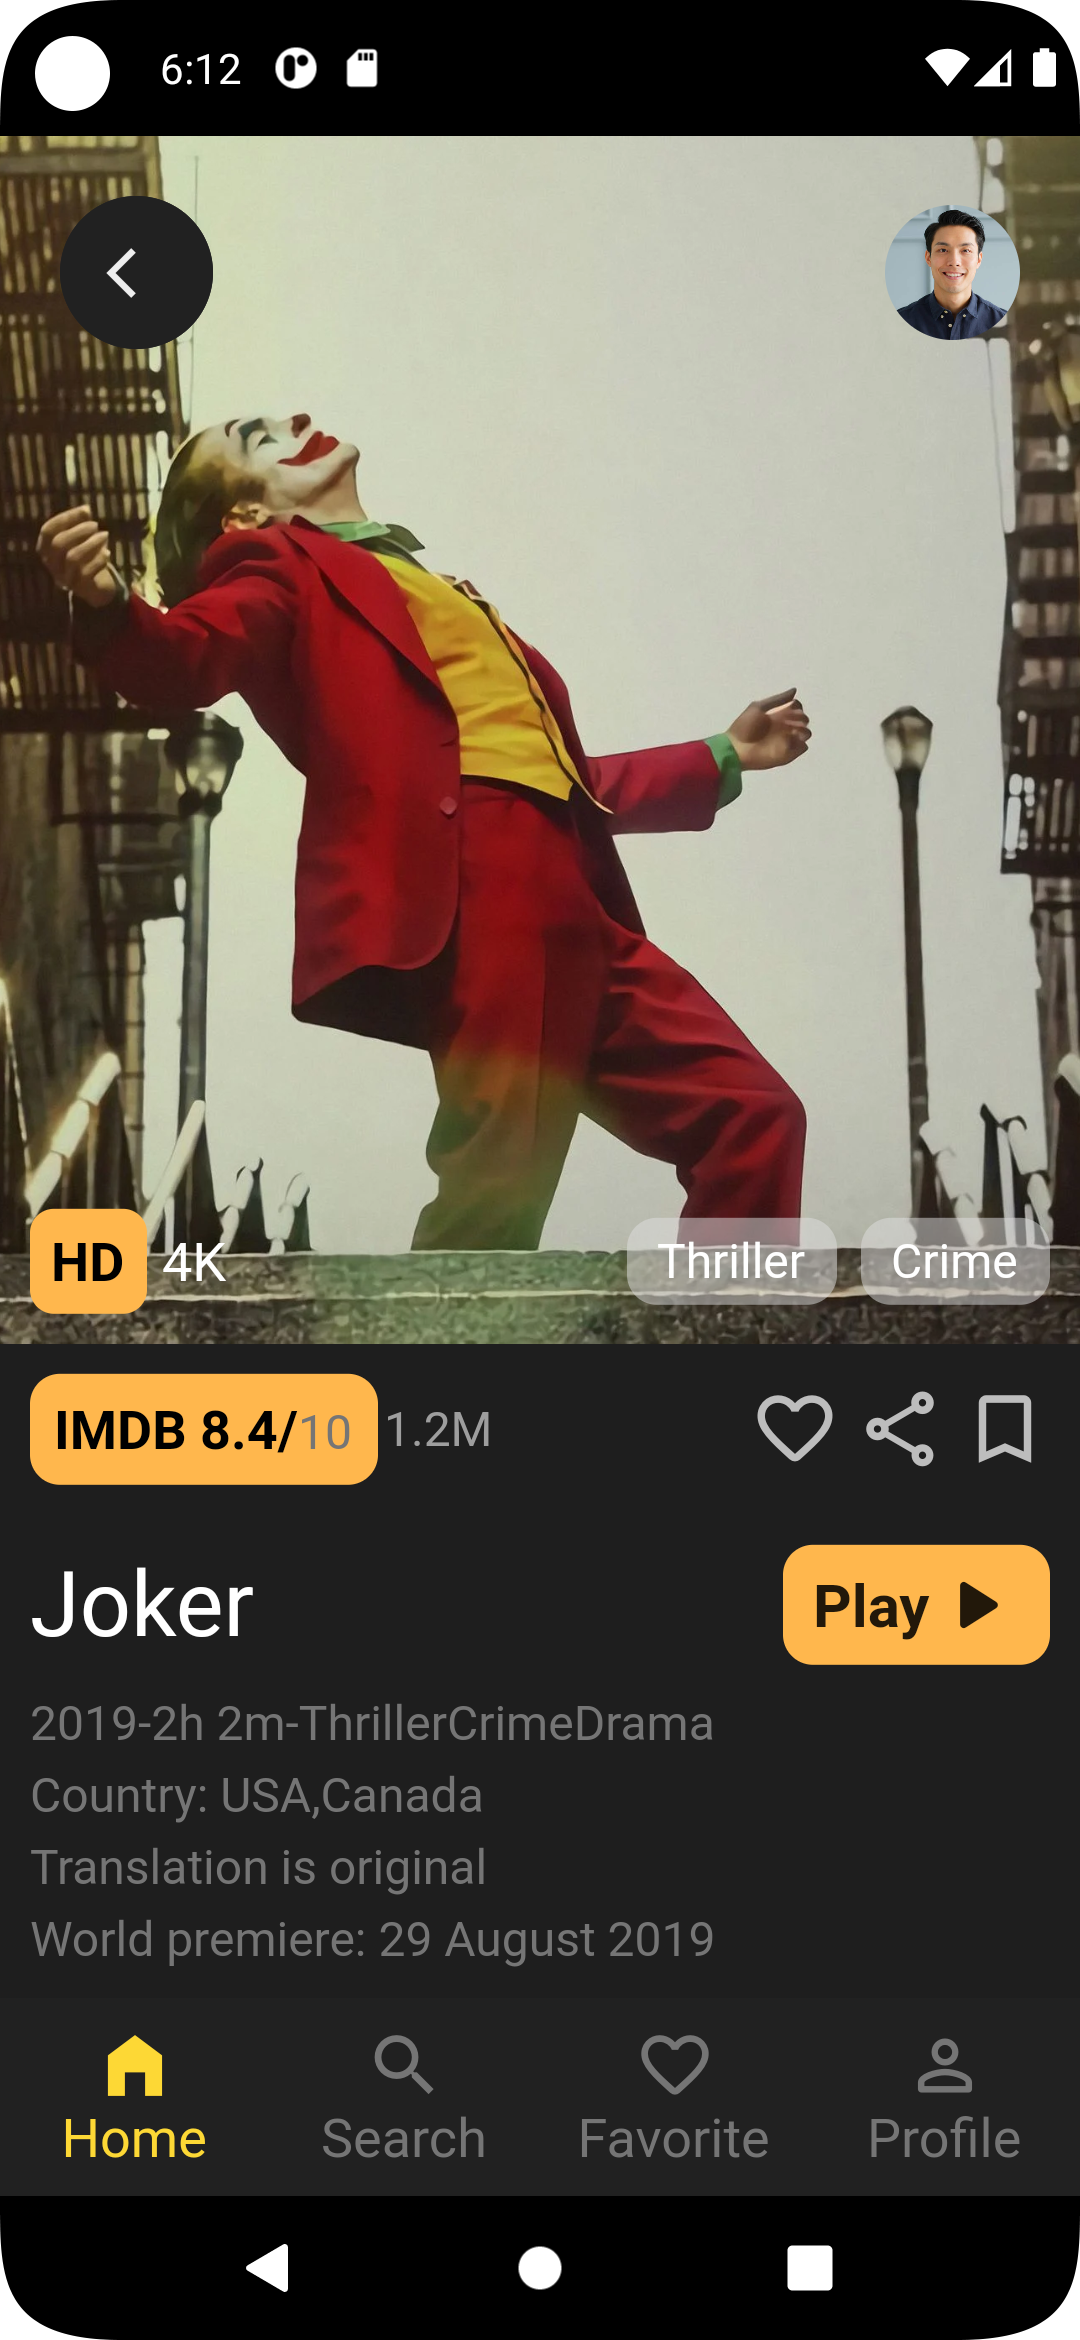 6:12
HD 4K Thriller Crime
IMDB 8.4/10 1.2M
Joker Play
2019-2h 2m-ThrillerCrimeDrama
Country: USA,Canada
Translation is original
World premiere: 29 August 2019
Home Search Favorite Profile